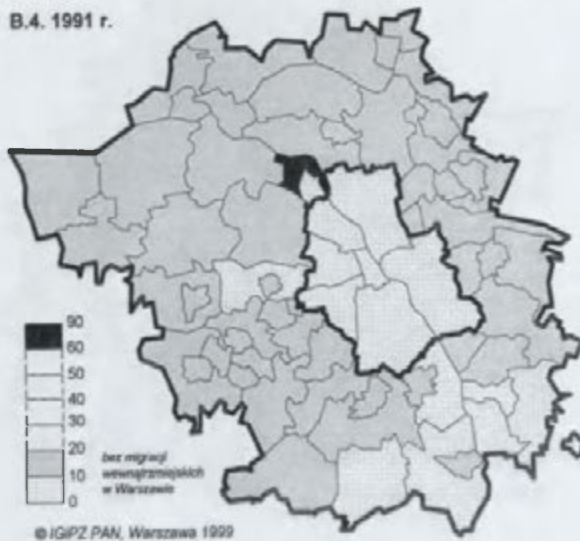 B.4. 1991 r.
90
60
50
40
30
20
10
0
bez migracji
wewnątrzmiejskich
w Warszawie
© IGiPZ PAN, Warszawa 1999